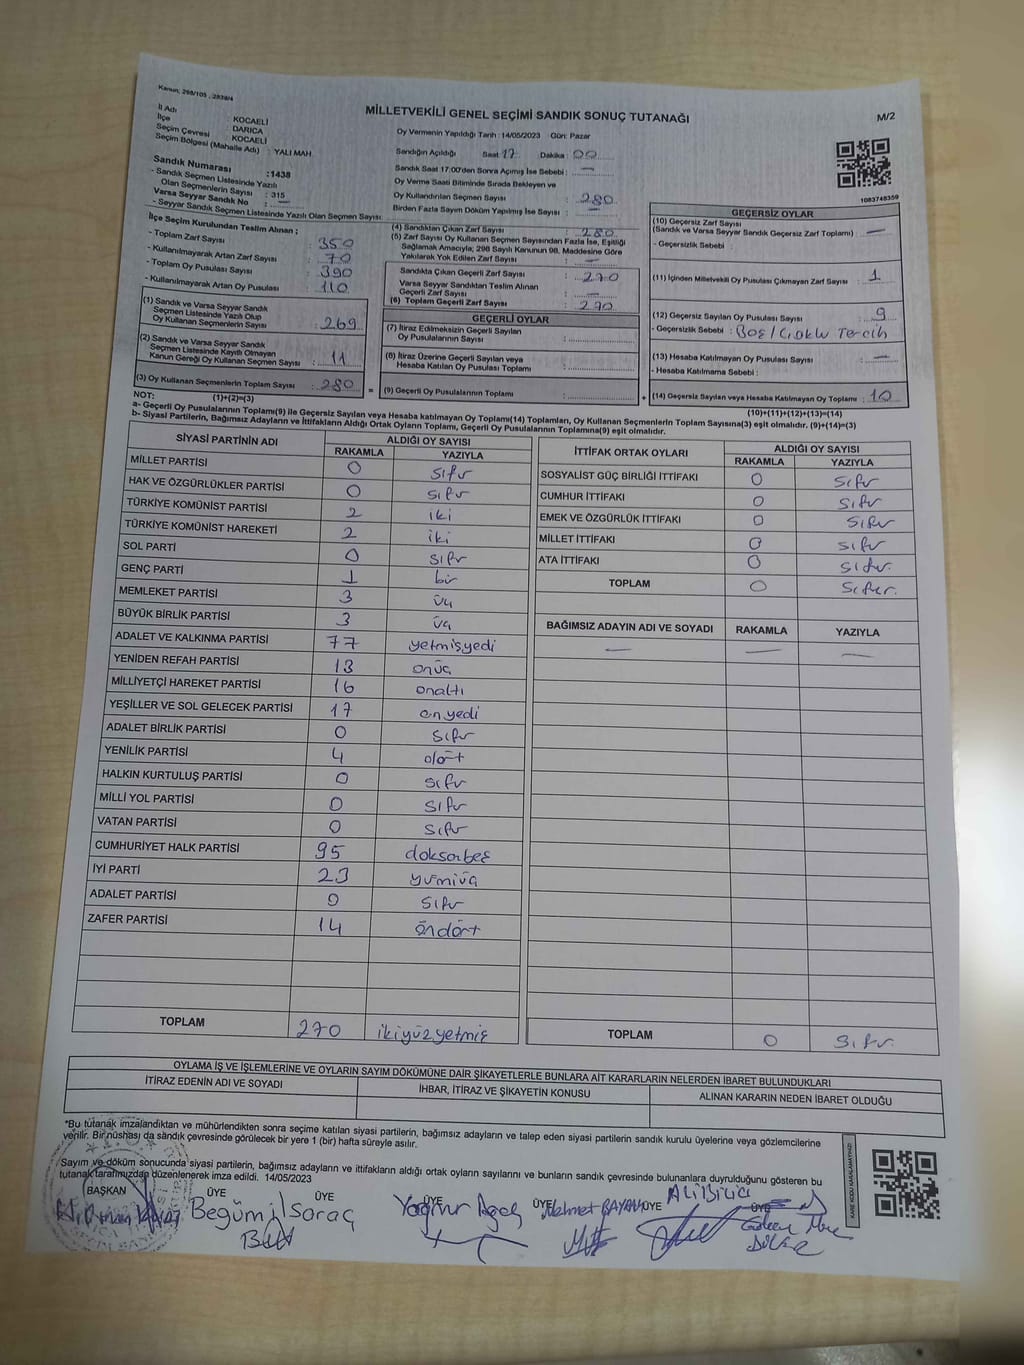 Kanun, 298/105 , 2839/4
MİLLETVEKİLİ GENEL SEÇİMİ SANDIK SONUÇ TUTANAĞI
M/2
İl Adı KOCAELİ
İlçe DARICA
Seçim Çevresi KOCAELİ
Seçim Bölgesi (Mahalle Adı) : YALI MAH.
Oy Vermenin Yapıldığı Tarih : 14/05/2023 Gün: Pazar
Sandığın Açıldığı Saat: 17 Dakika : 00
Sandık Saat 17:00'den Sonra Açımış İse Sebebi : —
Oy Verme Saati Bitiminde Sırada Bekleyen ve
Oy Kullandırılan Seçmen Sayısı : 280
Birden Fazla Sayım Döküm Yapılmış İse Sayısı : —
1083748359
Sandık Numarası :1438
- Sandık Seçmen Listesinde Yazılı
Olan Seçmenlerin Sayısı : 315
Varsa Seyyar Sandık No : —
- Seyyar Sandık Seçmen Listesinde Yazılı Olan Seçmen Sayısı
İlçe Seçim Kurulundan Teslim Alınan ;
- Toplam Zarf Sayısı : 350
- Kullanılmayarak Artan Zarf Sayısı : 70
- Toplam Oy Pusulası Sayısı : 390
- Kullanılmayarak Artan Oy Pusulası : 110
(1) Sandık ve Varsa Seyyar Sandık
Seçmen Listesinde Yazılı Olup
Oy Kullanan Seçmenlerin Sayısı : 269
(2) Sandık ve Varsa Seyyar Sandık
Seçmen Listesinde Kayıtlı Olmayan
Kanun Gereği Oy Kullanan Seçmen Sayısı : 11
(3) Oy Kullanan Seçmenlerin Toplam Sayısı : 280
(4) Sandıktan Çıkan Zarf Sayısı : 280
(5) Zarf Sayısı Oy Kullanan Seçmen Sayısından Fazla İse, Eşitliği
Sağlamak Amacıyla; 298 Sayılı Kanunun 98. Maddesine Göre
Yakılarak Yok Edilen Zarf Sayısı : —
Sandıkta Çıkan Geçerli Zarf Sayısı : 270
Varsa Seyyar Sandıktan Teslim Alınan
Geçerli Zarf Sayısı : —
(6) Toplam Geçerli Zarf Sayısı : 270
GEÇERLİ OYLAR
(7) İtiraz Edilmeksizin Geçerli Sayılan
Oy Pusulalarının Sayısı :
(8) İtiraz Üzerine Geçerli Sayılan veya
Hesaba Katılan Oy Pusulası Toplamı :
= (9) Geçerli Oy Pusulalarının Toplamı : +
GEÇERSİZ OYLAR
(10) Geçersiz Zarf Sayısı
(Sandık ve Varsa Seyyar Sandık Geçersiz Zarf Toplamı) : —
- Geçersizlik Sebebi :
(11) İçinden Milletvekili Oy Pusulası Çıkmayan Zarf Sayısı : 1
(12) Geçersiz Sayılan Oy Pusulası Sayısı : 9
- Geçersizlik Sebebi : Boş/Çoklu Tercih
(13) Hesaba Katılmayan Oy Pusulası Sayısı : —
- Hesaba Katılmama Sebebi :
(14) Geçersiz Sayılan veya Hesaba Katılmayan Oy Toplamı : 10
NOT: (1)+(2)=(3) (10)+(11)+(12)+(13)=(14)
a- Geçerli Oy Pusulalarının Toplamı(9) ile Geçersiz Sayılan veya Hesaba katılmayan Oy Toplamı(14) Toplamları, Oy Kullanan Seçmenlerin Toplam Sayısına(3) eşit olmalıdır. (9)+(14)=(3)
b- Siyasi Partilerin, Bağımsız Adayların ve İttifakların Aldığı Ortak Oyların Toplamı, Geçerli Oy Pusulalarının Toplamına(9) eşit olmalıdır.
SİYASİ PARTİNİN ADI ALDIĞI OY SAYISI
RAKAMLA YAZIYLA
MİLLET PARTİSİ 0 sıfır
HAK VE ÖZGÜRLÜKLER PARTİSİ 0 sıfır
TÜRKİYE KOMÜNİST PARTİSİ 2 iki
TÜRKİYE KOMÜNİST HAREKETİ 2 iki
SOL PARTİ 0 sıfır
GENÇ PARTİ 1 bir
MEMLEKET PARTİSİ 3 üç
BÜYÜK BİRLİK PARTİSİ 3 üç
ADALET VE KALKINMA PARTİSİ 77 yetmişyedi
YENİDEN REFAH PARTİSİ 13 onüç
MİLLİYETÇİ HAREKET PARTİSİ 16 onaltı
YEŞİLLER VE SOL GELECEK PARTİSİ 17 onyedi
ADALET BİRLİK PARTİSİ 0 sıfır
YENİLİK PARTİSİ 4 dört
HALKIN KURTULUŞ PARTİSİ 0 sıfır
MİLLİ YOL PARTİSİ 0 sıfır
VATAN PARTİSİ 0 sıfır
CUMHURİYET HALK PARTİSİ 95 doksanbeş
İYİ PARTİ 23 yirmiüç
ADALET PARTİSİ 0 sıfır
ZAFER PARTİSİ 14 öndört
TOPLAM 270 ikiyüzyetmiş
İTTİFAK ORTAK OYLARI ALDIĞI OY SAYISI
RAKAMLA YAZIYLA
SOSYALİST GÜÇ BİRLİĞİ İTTİFAKI 0 sıfır
CUMHUR İTTİFAKI 0 sıfır
EMEK VE ÖZGÜRLÜK İTTİFAKI 0 sıfır
MİLLET İTTİFAKI 0 sıfır
ATA İTTİFAKI 0 sıfır
TOPLAM 0 sıfır
BAĞIMSIZ ADAYIN ADI VE SOYADI RAKAMLA YAZIYLA
— — —
TOPLAM 0 sıfır
OYLAMA İŞ VE İŞLEMLERİNE VE OYLARIN SAYIM DÖKÜMÜNE DAİR ŞİKAYETLERLE BUNLARA AİT KARARLARIN NELERDEN İBARET BULUNDUKLARI
İTİRAZ EDENİN ADI VE SOYADI İHBAR, İTİRAZ VE ŞİKAYETİN KONUSU ALINAN KARARIN NEDEN İBARET OLDUĞU
*Bu tutanak imzalandıktan ve mühürlendikten sonra seçime katılan siyasi partilerin, bağımsız adayların ve talep eden siyasi partilerin sandık kurulu üyelerine veya gözlemcilerine
verilir. Bir nüshası da sandık çevresinde görülecek bir yere 1 (bir) hafta süreyle asılır.
Sayım ve döküm sonucunda siyasi partilerin, bağımsız adayların ve ittifakların aldığı ortak oyların sayılarını ve bunların sandık çevresinde bulunanlara duyrulduğunu gösteren bu
tutanak tarafımızdan düzenlenerek imza edildi. 14/05/2023
BAŞKAN ÜYE ÜYE ÜYE ÜYE ÜYE ÜYE
Begümil Saraç
Yağmur
Mehmet BAYAM
Ali
KARE KODU KARALAMAYINIZ!